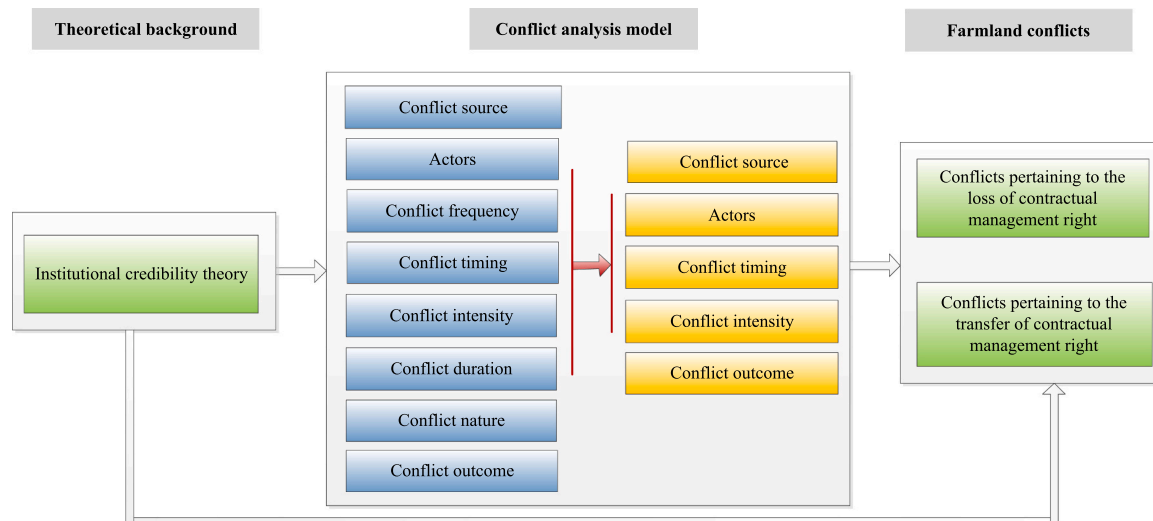 Theoretical background
Conflict analysis model
Farmland conflicts
Institutional credibility theory
Conflict source
Actors
Conflict frequency
Conflict timing
Conflict intensity
Conflict duration
Conflict nature
Conflict outcome
Conflict source
Actors
Conflict timing
Conflict intensity
Conflict outcome
Conflicts pertaining to the
loss of contractual
management right
Conflicts pertaining to the
transfer of contractual
management right